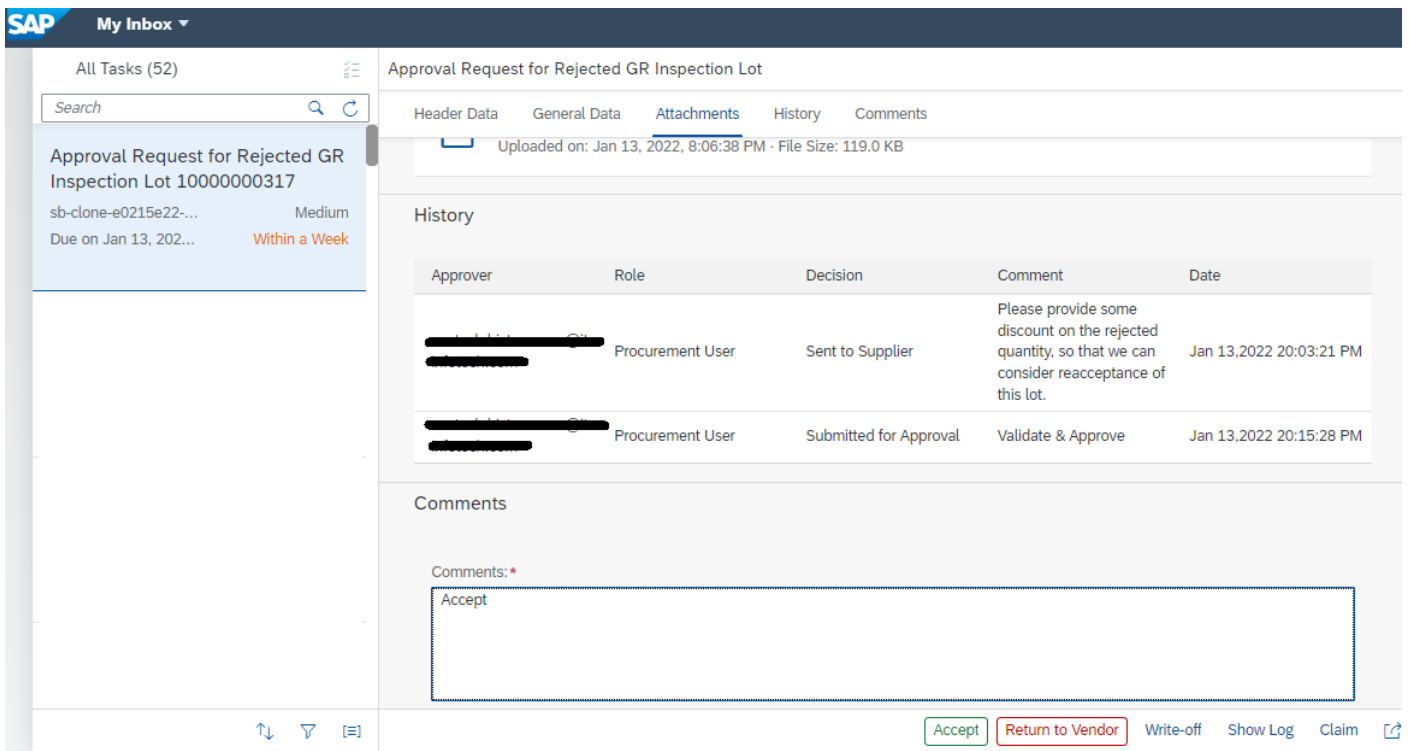 SAP My Inbox
All Tasks (52)
Search
Approval Request for Rejected GR
Inspection Lot 10000000317
sb-clone-e0215e22-... Medium
Due on Jan 13, 202... Within a Week
Approval Request for Rejected GR Inspection Lot
Header Data General Data Attachments History Comments
Uploaded on: Jan 13, 2022, 8:06:38 PM · File Size: 119.0 KB
History
Approver Role Decision Comment Date
Procurement User Sent to Supplier Please provide some
discount on the rejected
quantity, so that we can
consider reacceptance of
this lot.
Jan 13,2022 20:03:21 PM
Procurement User Submitted for Approval Validate & Approve Jan 13,2022 20:15:28 PM
Comments
Comments:*
Accept
Accept Return to Vendor Write-off Show Log Claim